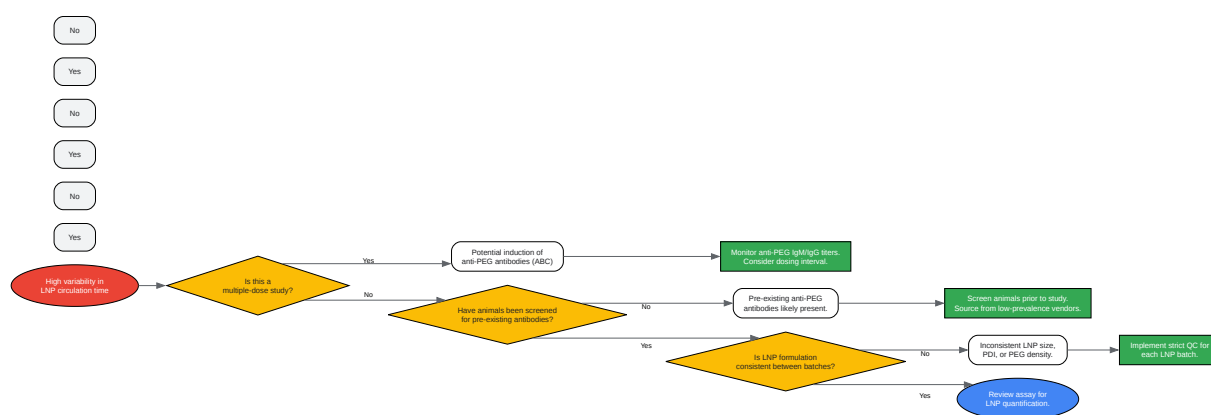 No
Yes
No
Yes
No
Yes
High variability in
LNP circulation time
Is this a
multiple-dose study?
Yes
No
Potential induction of
anti-PEG antibodies (ABC)
Monitor anti-PEG IgM/IgG titers.
Consider dosing interval.
Have animals been screened
for pre-existing antibodies?
No
Yes
Pre-existing anti-PEG
antibodies likely present.
Screen animals prior to study.
Source from low-prevalence vendors.
Is LNP formulation
consistent between batches?
No
Yes
Inconsistent LNP size,
PDI, or PEG density.
Implement strict QC for
each LNP batch.
Review assay for
LNP quantification.